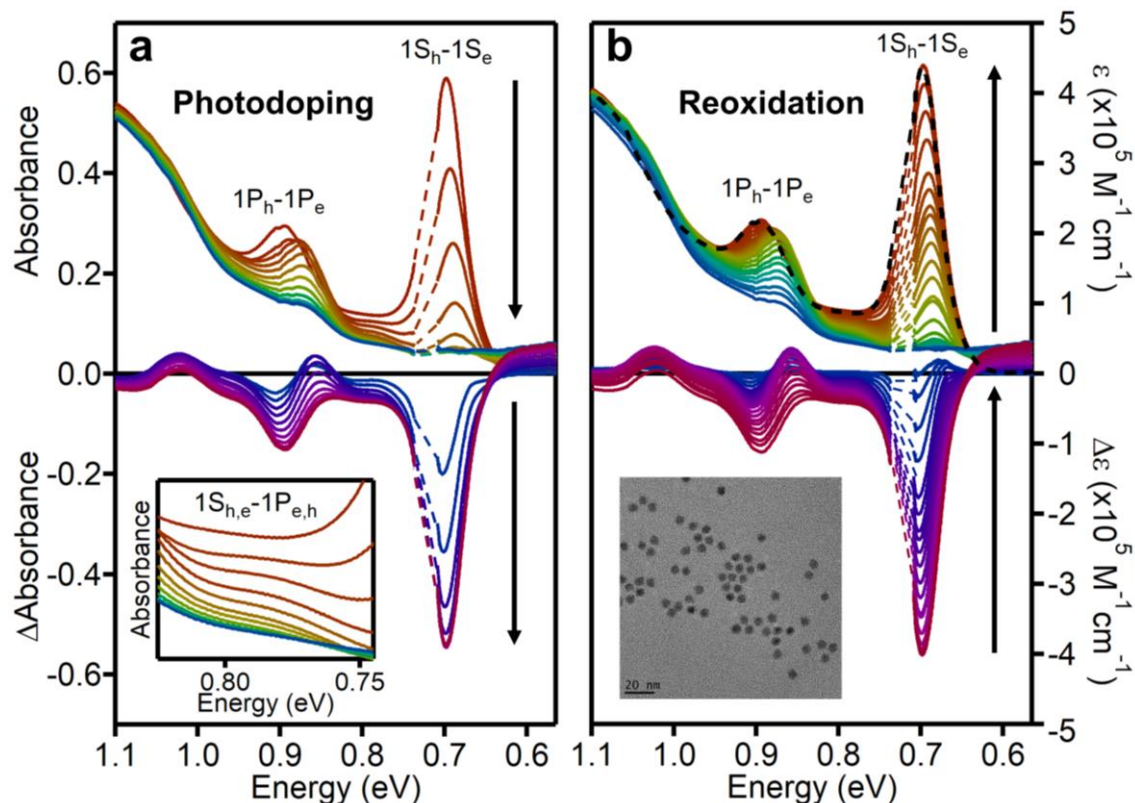 a
Photodoping
1Sₕ-1Sₑ
1Pₕ-1Pₑ
Absorbance
0.6
0.4
0.2
0.0
ΔAbsorbance
-0.2
-0.4
-0.6
1Sₕ,ₑ-1Pₑ,ₕ
Absorbance
0.80
0.75
Energy (eV)
1.1
1.0
0.9
0.8
0.7
0.6
Energy (eV)
b
Reoxidation
1Sₕ-1Sₑ
1Pₕ-1Pₑ
5
4
3
2
1
0
-1
-2
-3
-4
-5
ε (x10⁵ M⁻¹cm⁻¹)
Δε (x10⁵ M⁻¹cm⁻¹)
20 nm
1.1
1.0
0.9
0.8
0.7
0.6
Energy (eV)